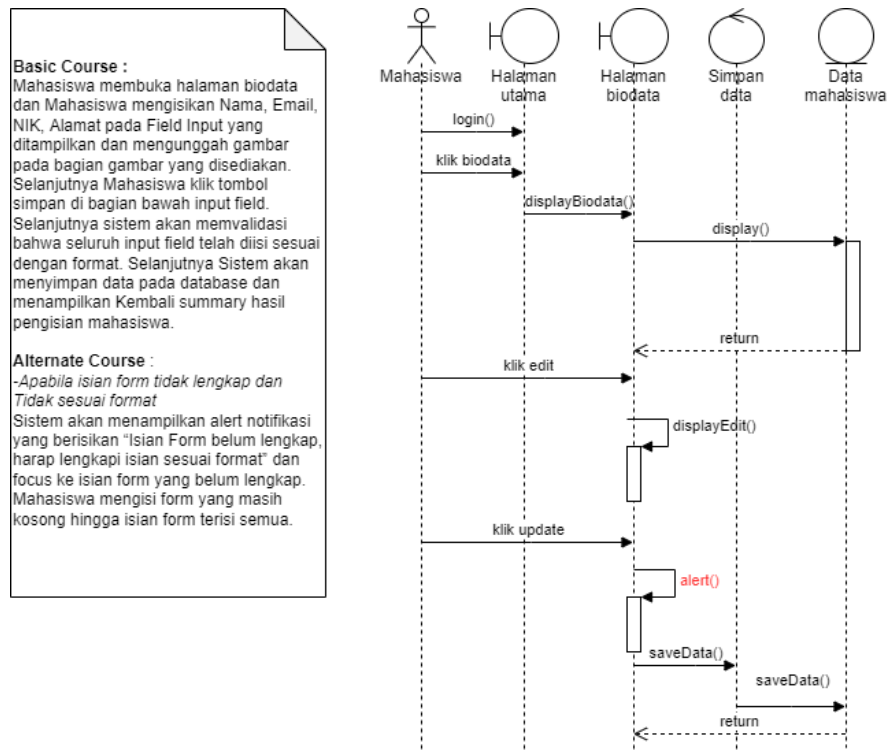 Basic Course :
Mahasiswa membuka halaman biodata
dan Mahasiswa mengisikan Nama, Email,
NIK, Alamat pada Field Input yang
ditampilkan dan mengunggah gambar
pada bagian gambar yang disediakan.
Selanjutnya Mahasiswa klik tombol
simpan di bagian bawah input field.
Selanjutnya sistem akan memvalidasi
bahwa seluruh input field telah diisi sesuai
dengan format. Selanjutnya Sistem akan
menyimpan data pada database dan
menampilkan Kembali summary hasil
pengisian mahasiswa.
Alternate Course :
-Apabila isian form tidak lengkap dan
Tidak sesuai format
Sistem akan menampilkan alert notifikasi
yang berisikan “Isian Form belum lengkap,
harap lengkapi isian sesuai format” dan
focus ke isian form yang belum lengkap.
Mahasiswa mengisi form yang masih
kosong hingga isian form terisi semua.
Mahasiswa
Halaman
utama
Halaman
biodata
Simpan
data
Data
mahasiswa
login()
klik biodata
displayBiodata()
display()
return
klik edit
displayEdit()
klik update
alert()
saveData()
saveData()
return